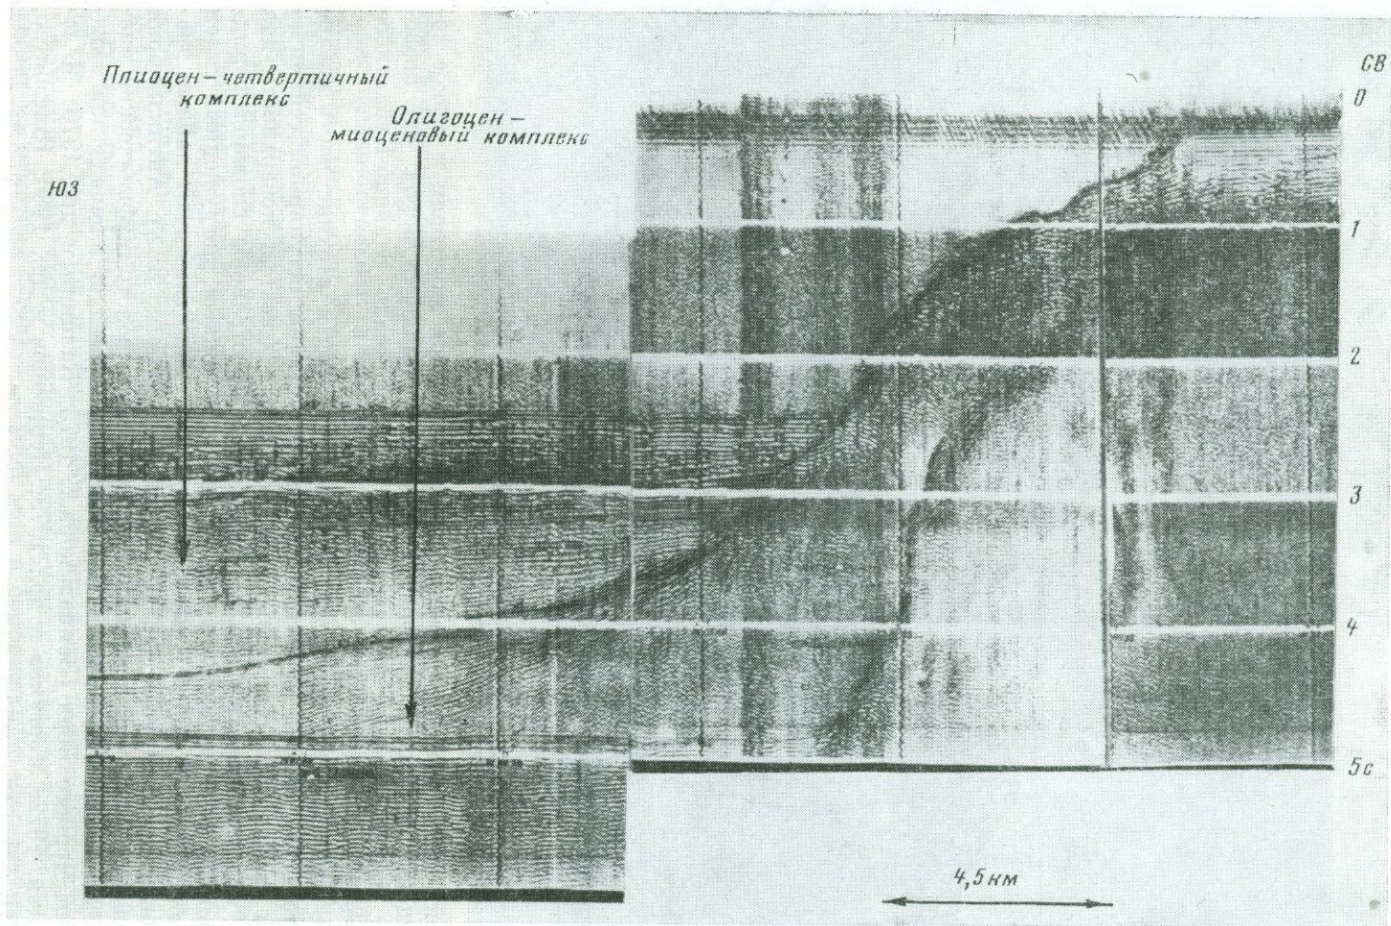 СВ
Плиоцен – четвертичный
комплекс
Олигоцен –
миоценовый комплекс
ЮЗ
0
1
2
3
4
5с
4,5 км